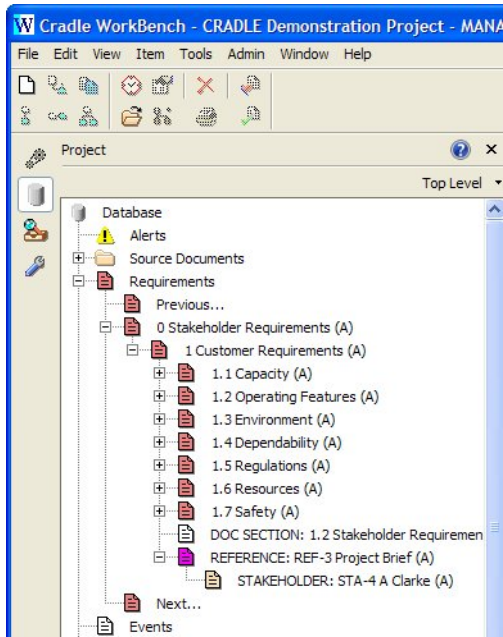 Cradle WorkBench - CRADLE Demonstration Project - MANA
File Edit View Item Tools Admin Window Help
Project
Top Level
Database
Alerts
Source Documents
Requirements
Previous...
0 Stakeholder Requirements (A)
1 Customer Requirements (A)
1.1 Capacity (A)
1.2 Operating Features (A)
1.3 Environment (A)
1.4 Dependability (A)
1.5 Regulations (A)
1.6 Resources (A)
1.7 Safety (A)
DOC SECTION: 1.2 Stakeholder Requiremen
REFERENCE: REF-3 Project Brief (A)
STAKEHOLDER: STA-4 A Clarke (A)
Next...
Events